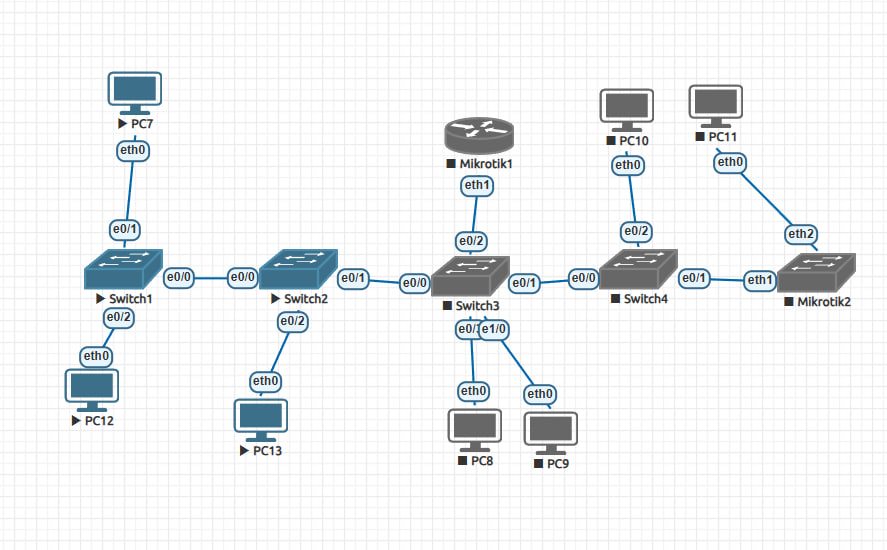 PC7
eth0
e0/1
Switch1
e0/0
e0/2
eth0
PC12
e0/0
Switch2
e0/1
e0/2
eth0
PC13
Mikrotik1
eth1
e0/2
e0/0
Switch3
e0/1
e1/0
eth0
PC8
eth0
PC9
PC10
eth0
e0/2
e0/0
Switch4
e0/1
PC11
eth0
eth2
eth1
Mikrotik2